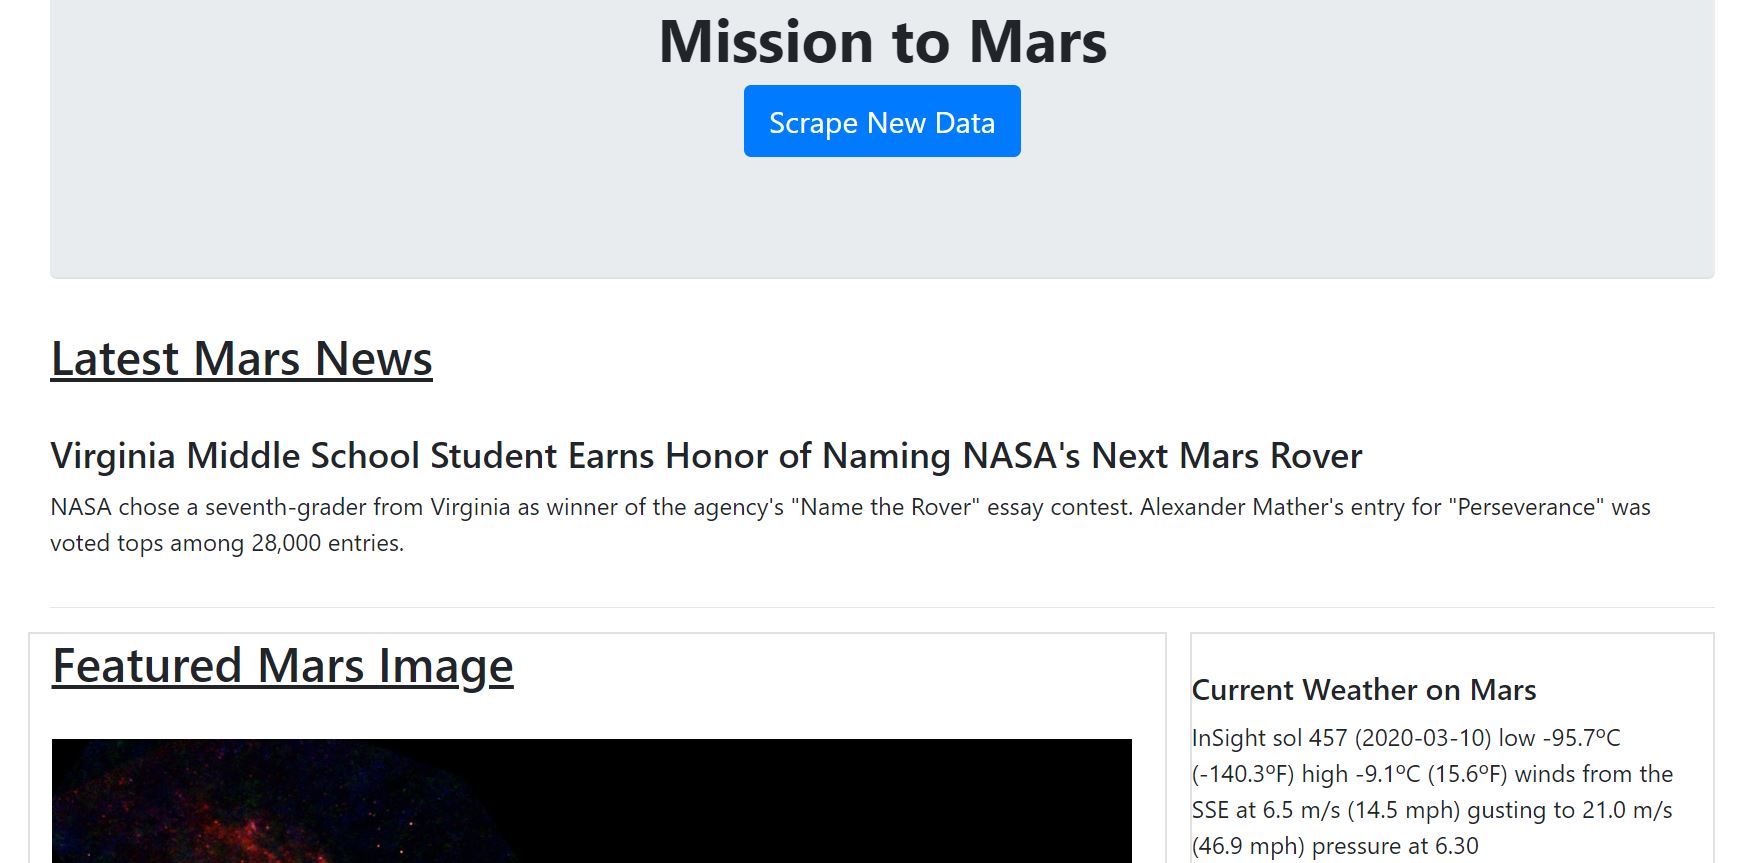 Mission to Mars
Scrape New Data
Latest Mars News
Virginia Middle School Student Earns Honor of Naming NASA's Next Mars Rover
NASA chose a seventh-grader from Virginia as winner of the agency's "Name the Rover" essay contest. Alexander Mather's entry for "Perseverance" was
voted tops among 28,000 entries.
Featured Mars Image
Current Weather on Mars
InSight sol 457 (2020-03-10) low -95.7ºC
(-140.3ºF) high -9.1ºC (15.6ºF) winds from the
SSE at 6.5 m/s (14.5 mph) gusting to 21.0 m/s
(46.9 mph) pressure at 6.30